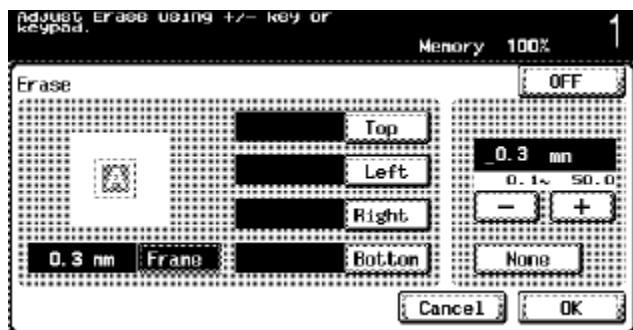 Adjust Erase using +/- key or
keypad.
Memory 100% 1
Erase
OFF
Top
Left
Right
Bottom
0.3 mm Frame
_0.3 mm
0.1~ 50.0
- +
None
Cancel
OK